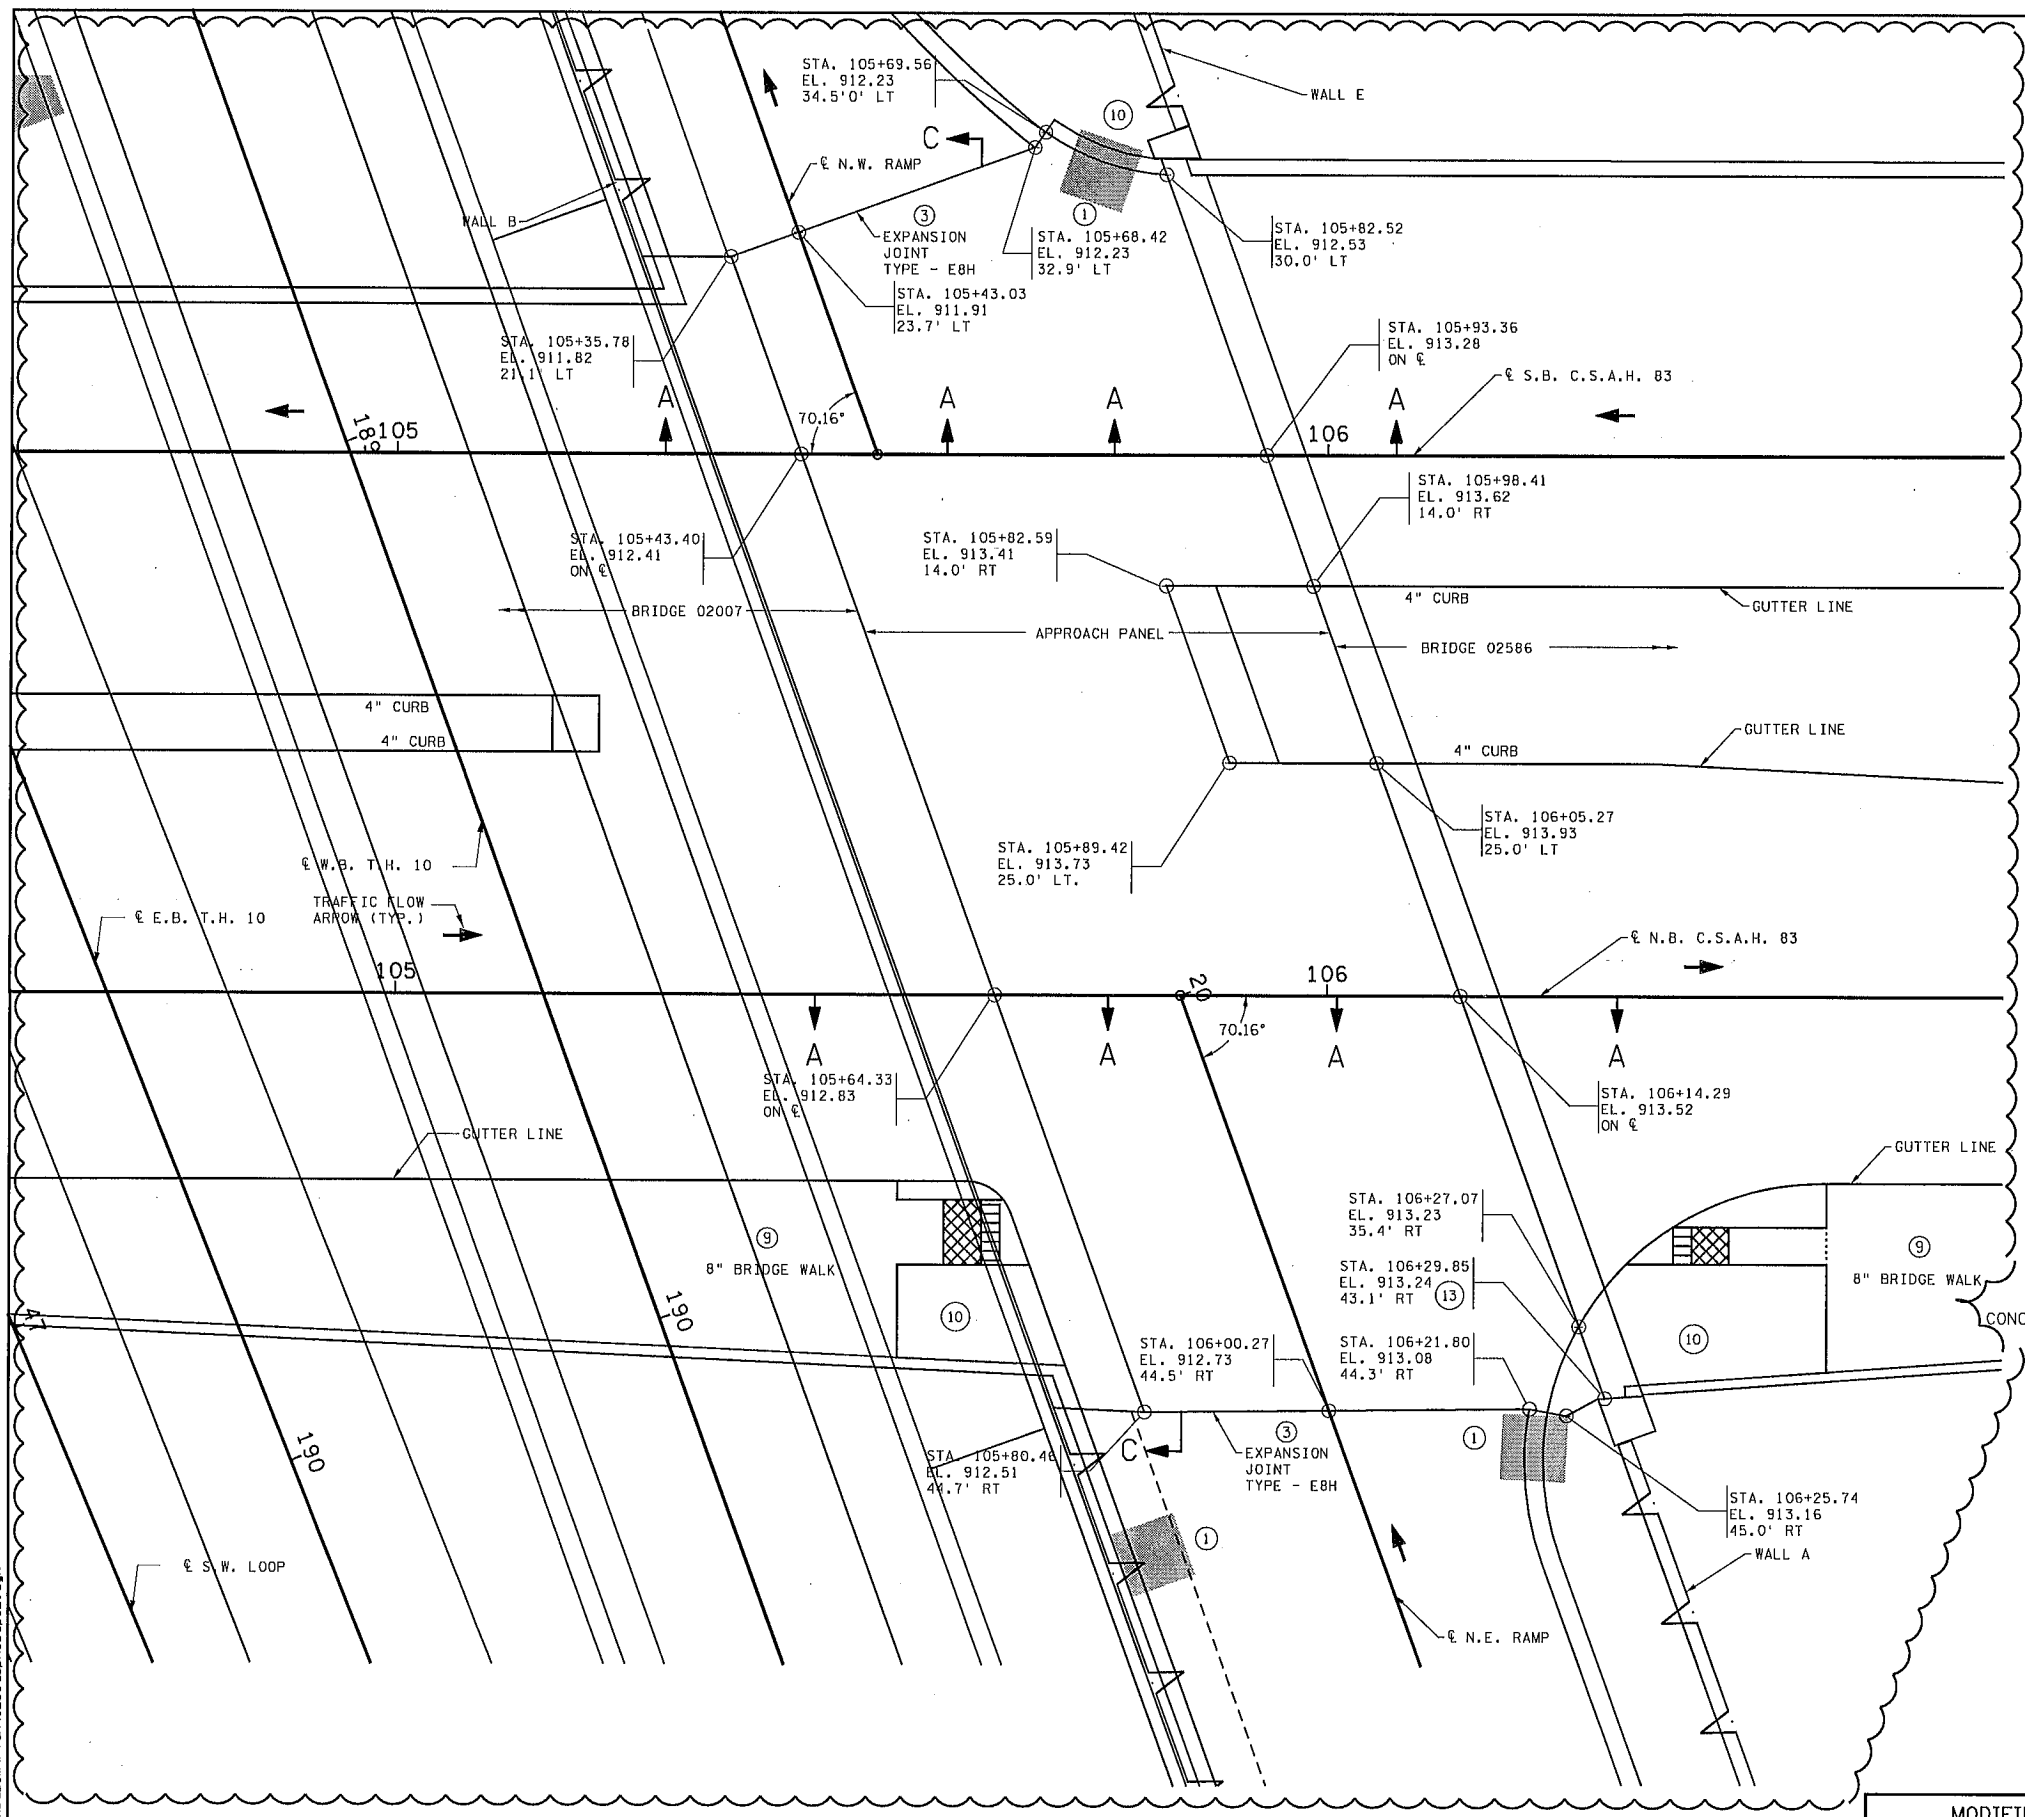 STA. 105+69.56
EL. 912.23
34.5'0' LT
WALL E
10
C
℄ N.W. RAMP
WALL B
3
EXPANSION
JOINT
TYPE - E8H
1
STA. 105+68.42
EL. 912.23
32.9' LT
STA. 105+82.52
EL. 912.53
30.0' LT
STA. 105+43.03
EL. 911.91
23.7' LT
STA. 105+35.78
EL. 911.82
21.1' LT
STA. 105+93.36
EL. 913.28
ON ℄
℄ S.B. C.S.A.H. 83
A
A
A
A
70.16°
189
105
106
STA. 105+98.41
EL. 913.62
14.0' RT
STA. 105+43.40
EL. 912.41
ON ℄
STA. 105+82.59
EL. 913.41
14.0' RT
4" CURB
GUTTER LINE
BRIDGE 02007
APPROACH PANEL
BRIDGE 02586
4" CURB
4" CURB
4" CURB
GUTTER LINE
STA. 106+05.27
EL. 913.93
25.0' LT
STA. 105+89.42
EL. 913.73
25.0' LT.
℄ W.B. T.H. 10
TRAFFIC FLOW
ARROW (TYP.)
℄ E.B. T.H. 10
℄ N.B. C.S.A.H. 83
105
20
106
70.16°
A
A
A
A
STA. 105+64.33
EL. 912.83
ON ℄
STA. 106+14.29
EL. 913.52
ON ℄
GUTTER LINE
GUTTER LINE
STA. 106+27.07
EL. 913.23
35.4' RT
9
8" BRIDGE WALK
9
8" BRIDGE WALK
STA. 106+29.85
EL. 913.24
43.1' RT
13
47
190
10
10
CONC
STA. 106+00.27
EL. 912.73
44.5' RT
STA. 106+21.80
EL. 913.08
44.3' RT
190
STA. 105+80.46
EL. 912.51
44.7' RT
C
3
EXPANSION
JOINT
TYPE - E8H
1
STA. 106+25.74
EL. 913.16
45.0' RT
1
WALL A
℄ S.W. LOOP
℄ N.E. RAMP